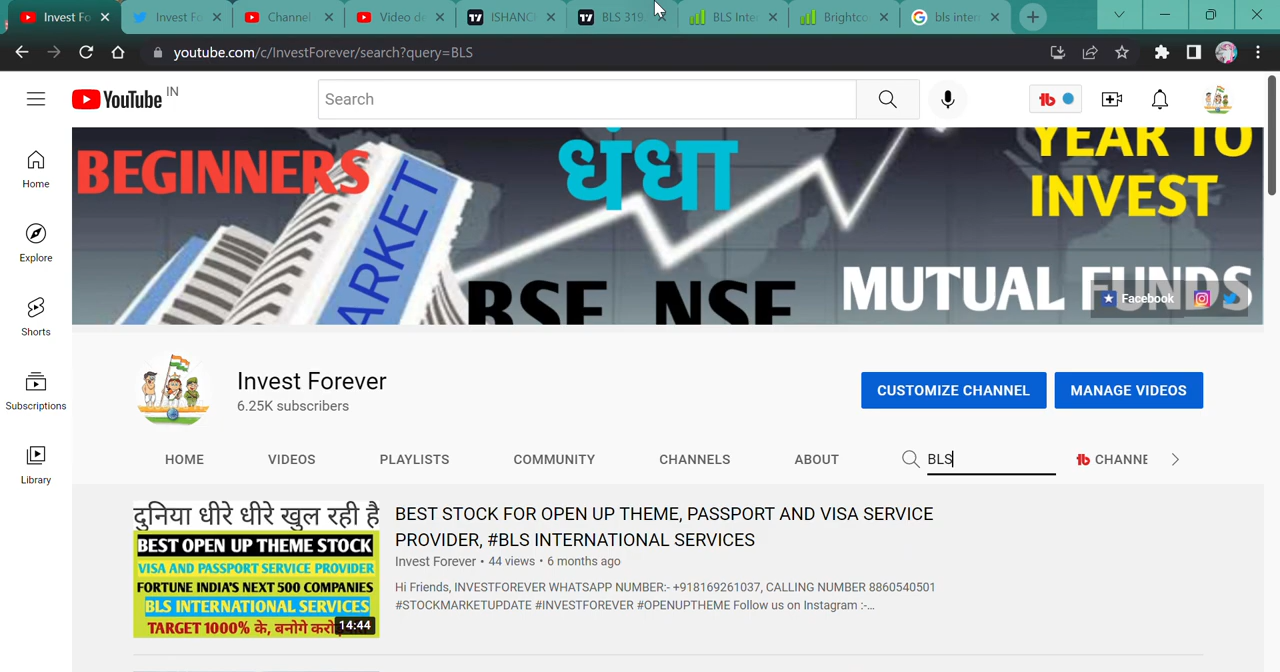 Invest Fo
Invest Fo
Channel
Video de
ISHANC
BLS 319
BLS Inte
Brightco
bls inter
youtube.com/c/InvestForever/search?query=BLS
YouTube IN
Search
Home
Explore
Shorts
Subscriptions
Library
BEGINNERS
MARKET
धंधा
BSE NSE
YEAR TO
INVEST
MUTUAL FUNDS
Facebook
Invest Forever
6.25K subscribers
CUSTOMIZE CHANNEL
MANAGE VIDEOS
HOME
VIDEOS
PLAYLISTS
COMMUNITY
CHANNELS
ABOUT
BLS
CHANNE
दुनिया धीरे धीरे खुल रही है
BEST OPEN UP THEME STOCK
VISA AND PASSPORT SERVICE PROVIDER
FORTUNE INDIA'S NEXT 500 COMPANIES
BLS INTERNATIONAL SERVICES
TARGET 1000% के, बनोगे
14:44
BEST STOCK FOR OPEN UP THEME, PASSPORT AND VISA SERVICE
PROVIDER, #BLS INTERNATIONAL SERVICES
Invest Forever • 44 views • 6 months ago
Hi Friends, INVESTFOREVER WHATSAPP NUMBER:- +918169261037, CALLING NUMBER 8860540501
#STOCKMARKETUPDATE #INVESTFOREVER #OPENUPTHEME Follow us on Instagram :-...